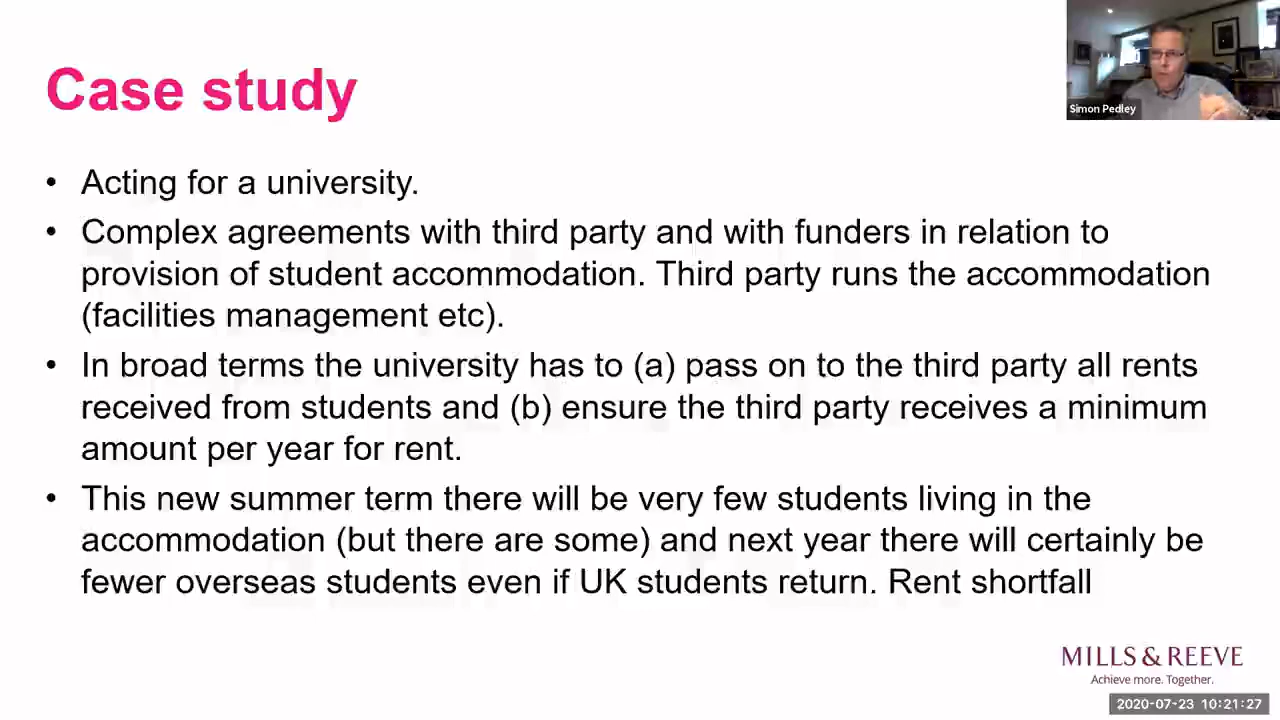 Case study
Simon Pedley
• Acting for a university.
• Complex agreements with third party and with funders in relation to
provision of student accommodation. Third party runs the accommodation
(facilities management etc).
• In broad terms the university has to (a) pass on to the third party all rents
received from students and (b) ensure the third party receives a minimum
amount per year for rent.
• This new summer term there will be very few students living in the
accommodation (but there are some) and next year there will certainly be
fewer overseas students even if UK students return. Rent shortfall
MILLS & REEVE
Achieve more. Together.
2020-07-23 10:21:27